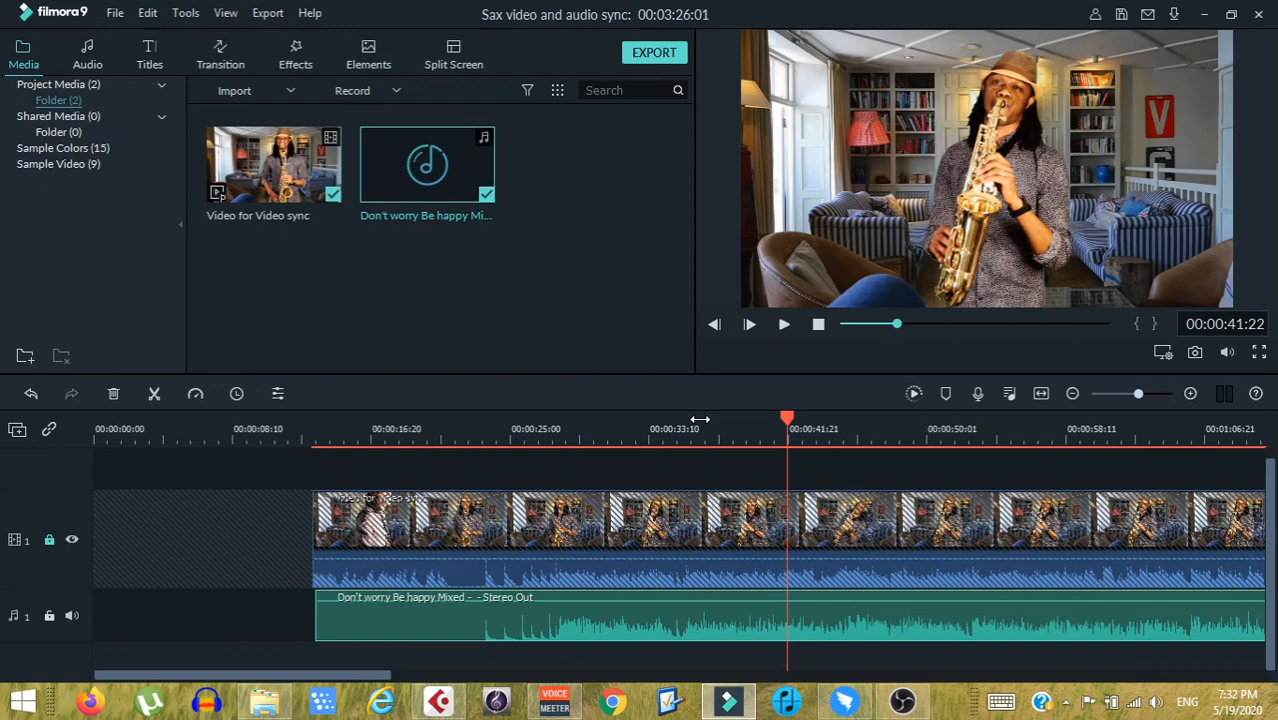 filmora9 File Edit Tools View Export Help Sax video and audio sync: 00:03:26:01
Media Audio Titles Transition Effects Elements Split Screen EXPORT
Project Media (2)
Folder (2)
Shared Media (0)
Folder (0)
Sample Colors (15)
Sample Video (9)
Import Record Search
Video for Video sync
Don't worry Be happy Mi...
00:00:41:22
00:00:00:00 00:00:08:10 00:00:16:20 00:00:25:00 00:00:33:10 00:00:41:21 00:00:50:01 00:00:58:11 00:01:06:21
Video for Video sync
1
Don't worry Be happy Mixed - - Stereo Out
1
VOICE
MEETER
ENG
7:32 PM
5/19/2020